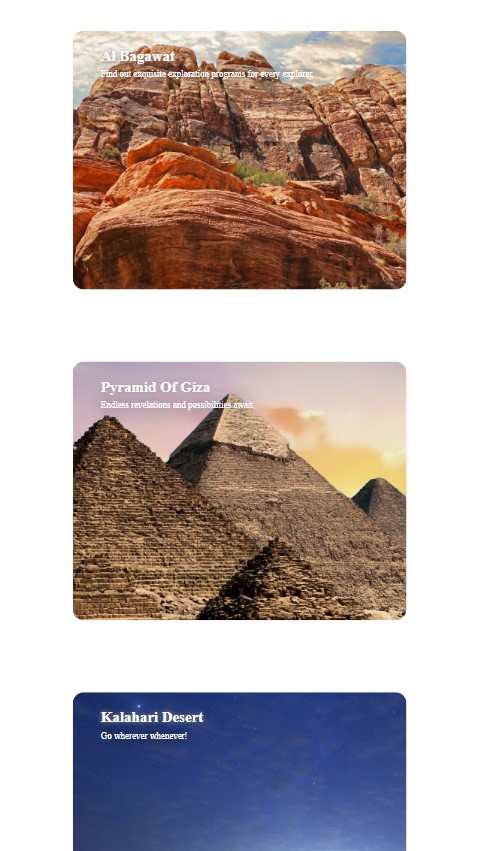 Al Bagawat
Find out exquisite exploration programs for every explorer.
Pyramid Of Giza
Endless revelations and possibilities await
Kalahari Desert
Go wherever whenever!